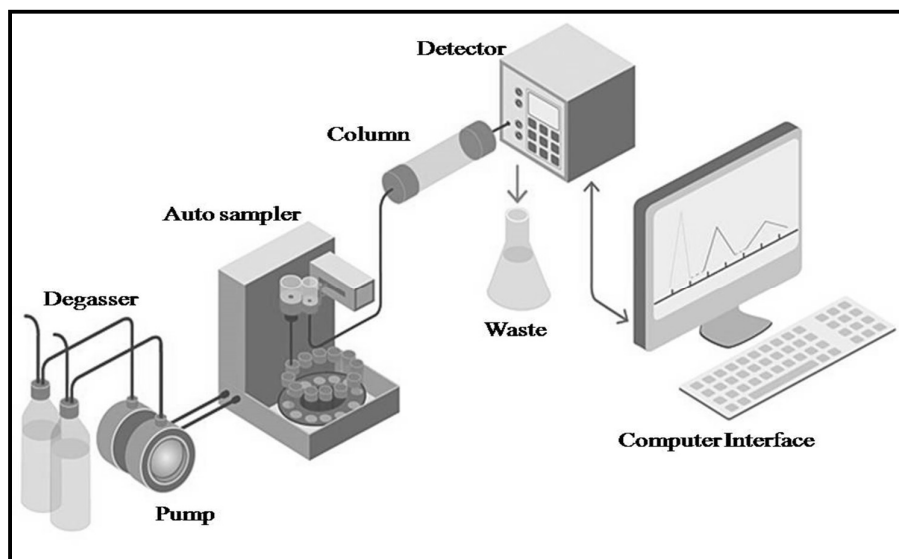 Detector
Column
Auto sampler
Degasser
Waste
Computer Interface
Pump